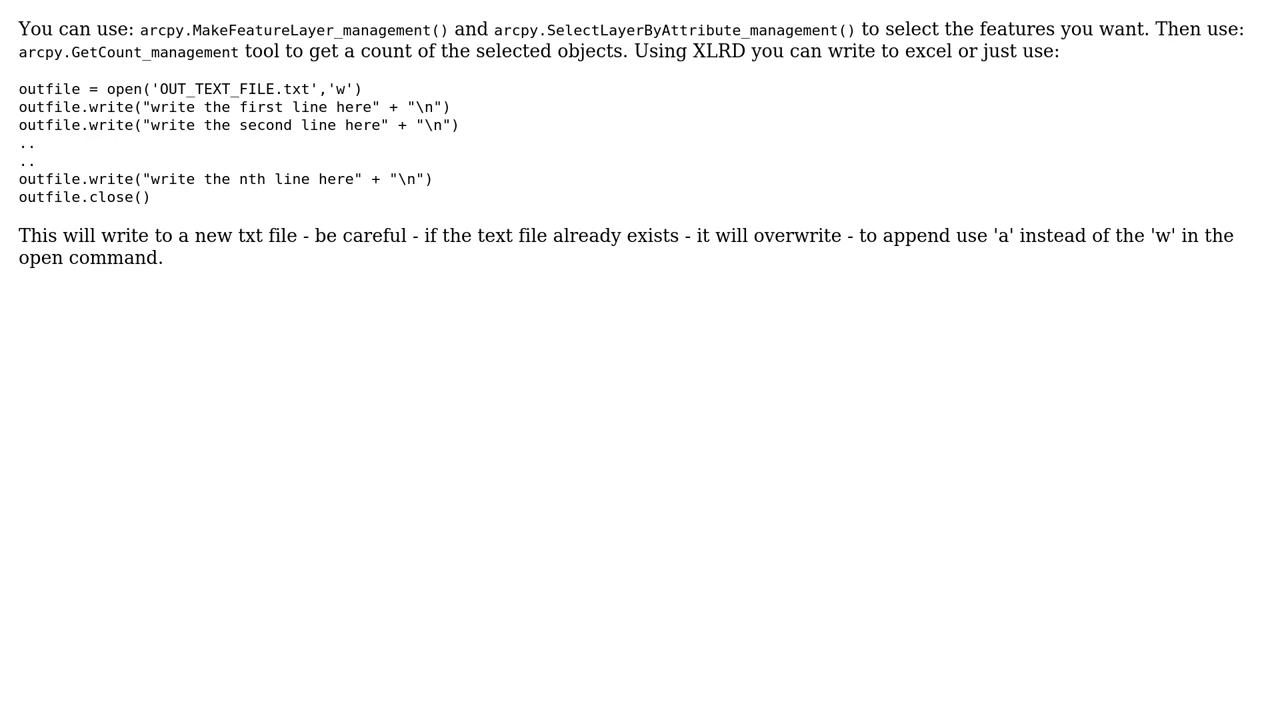 You can use: arcpy.MakeFeatureLayer_management() and arcpy.SelectLayerByAttribute_management() to select the features you want. Then use:
arcpy.GetCount_management tool to get a count of the selected objects. Using XLRD you can write to excel or just use:
outfile = open('OUT_TEXT_FILE.txt','w')
outfile.write("write the first line here" + "\n")
outfile.write("write the second line here" + "\n")
..
..
outfile.write("write the nth line here" + "\n")
outfile.close()
This will write to a new txt file - be careful - if the text file already exists - it will overwrite - to append use 'a' instead of the 'w' in the
open command.